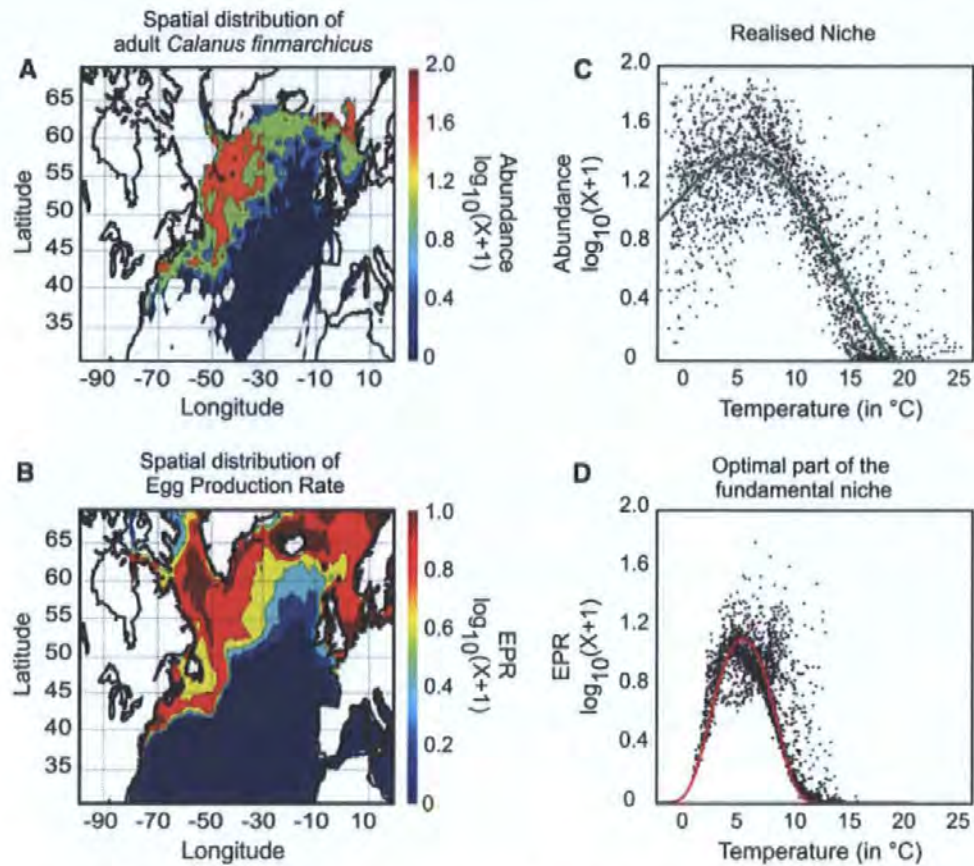 Spatial distribution of
adult Calanus finmarchicus
A
65
60
55
50
45
40
35
Latitude
-90 -70 -50 -30 -10 10
Longitude
2.0
1.6
1.2
0.8
0.4
0
Abundance
log10(X+1)
Realised Niche
C
2.0
1.6
1.2
0.8
0.4
0
Abundance
log10(X+1)
0 5 10 15 20 25
Temperature (in °C)
Spatial distribution of
Egg Production Rate
B
65
60
55
50
45
40
35
Latitude
-90 -70 -50 -30 -10 10
Longitude
1.0
0.8
0.6
0.4
0.2
0
EPR
log10(X+1)
Optimal part of the
fundamental niche
D
2.0
1.6
1.2
0.8
0.4
0
EPR
log10(X+1)
0 5 10 15 20 25
Temperature (in °C)